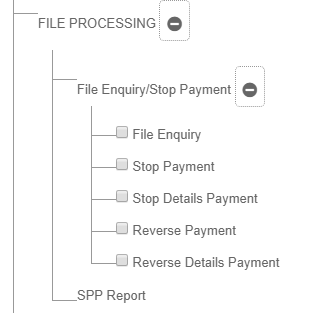 FILE PROCESSING
File Enquiry/Stop Payment
File Enquiry
Stop Payment
Stop Details Payment
Reverse Payment
Reverse Details Payment
SPP Report